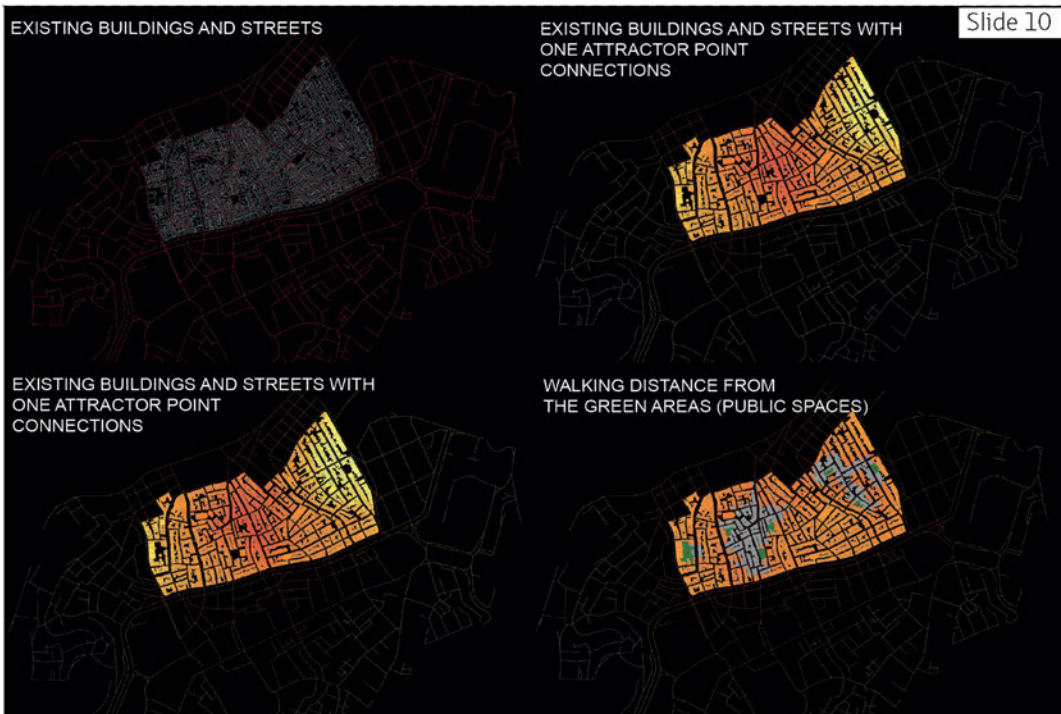 Slide 10
EXISTING BUILDINGS AND STREETS
EXISTING BUILDINGS AND STREETS WITH
ONE ATTRACTOR POINT
CONNECTIONS
EXISTING BUILDINGS AND STREETS WITH
ONE ATTRACTOR POINT
CONNECTIONS
WALKING DISTANCE FROM
THE GREEN AREAS (PUBLIC SPACES)